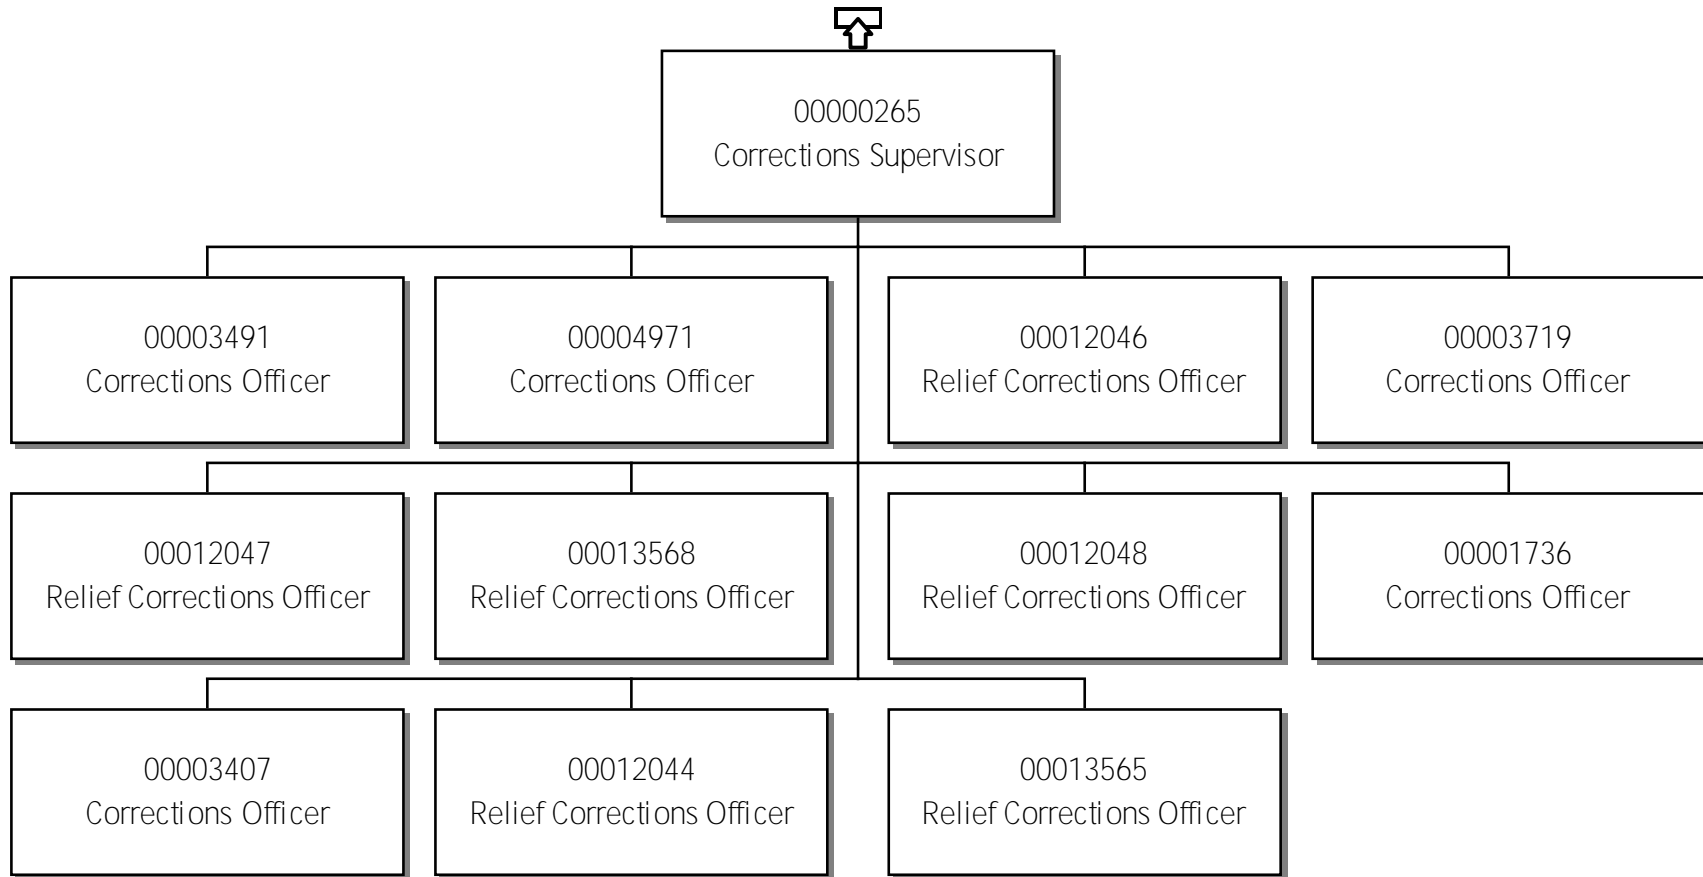 00000265
Corrections Supervisor
00003491
Corrections Officer
00004971
Corrections Officer
00012046
Relief Corrections Officer
00003719
Corrections Officer
00012047
Relief Corrections Officer
00013568
Relief Corrections Officer
00012048
Relief Corrections Officer
00001736
Corrections Officer
00003407
Corrections Officer
00012044
Relief Corrections Officer
00013565
Relief Corrections Officer